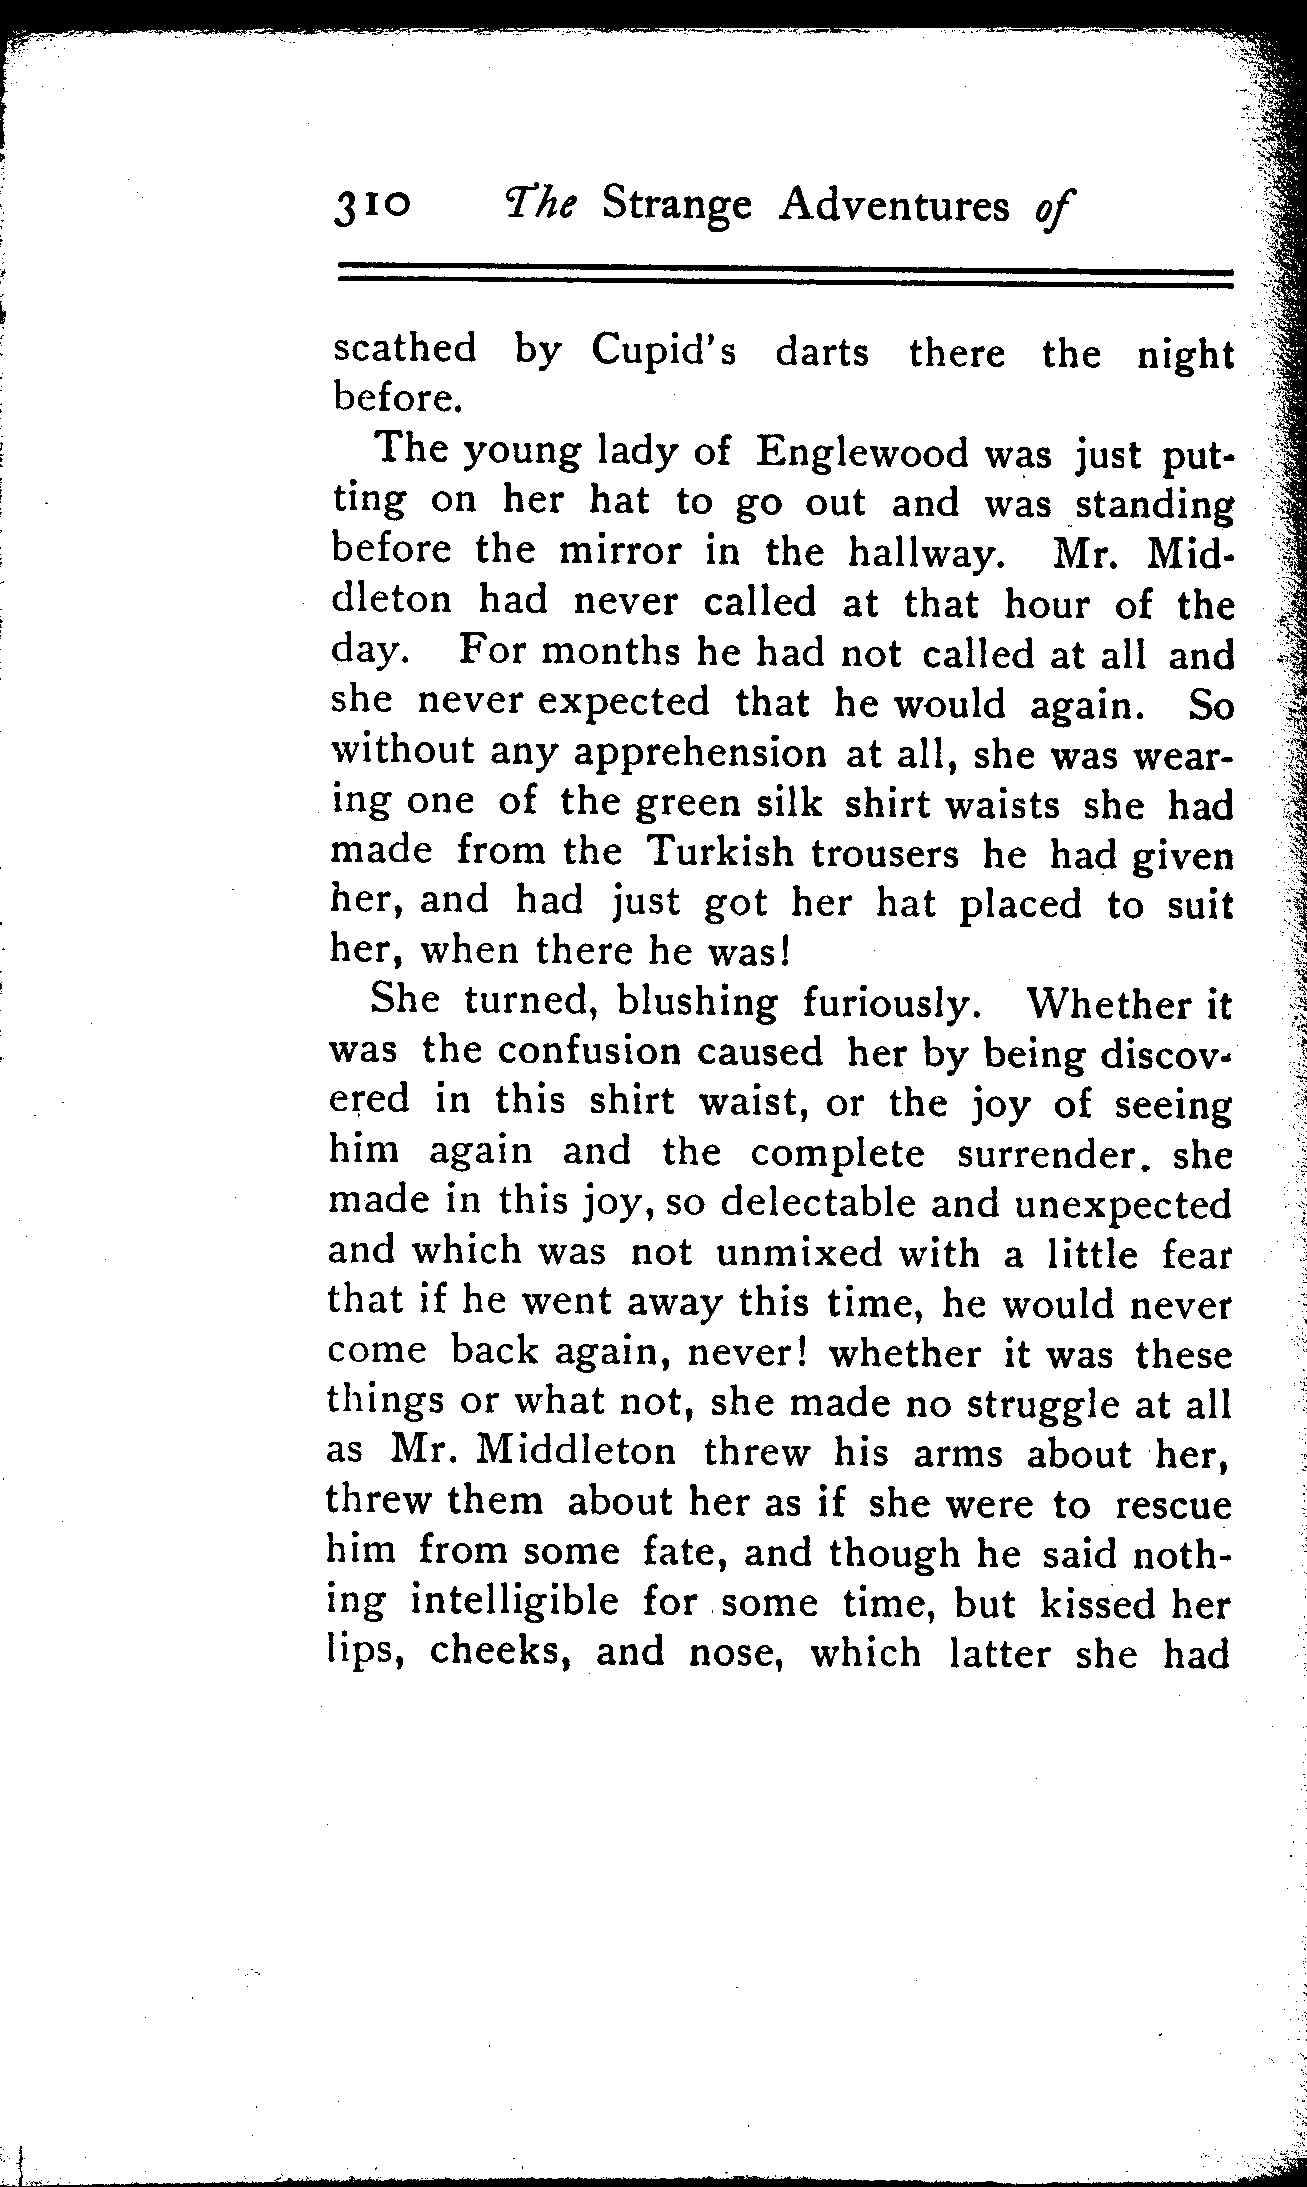 310 The Strange Adventures of
scathed by Cupid's darts there the night
before.
The young lady of Englewood was just put-
ting on her hat to go out and was standing
before the mirror in the hallway. Mr. Mid-
dleton had never called at that hour of the
day. For months he had not called at all and
she never expected that he would again. So
without any apprehension at all, she was wear-
ing one of the green silk shirt waists she had
made from the Turkish trousers he had given
her, and had just got her hat placed to suit
her, when there he was!
She turned, blushing furiously. Whether it
was the confusion caused her by being discov-
ered in this shirt waist, or the joy of seeing
him again and the complete surrender. she
made in this joy, so delectable and unexpected
and which was not unmixed with a little fear
that if he went away this time, he would never
come back again, never! whether it was these
things or what not, she made no struggle at all
as Mr. Middleton threw his arms about her,
threw them about her as if she were to rescue
him from some fate, and though he said noth-
ing intelligible for some time, but kissed her
lips, cheeks, and nose, which latter she had